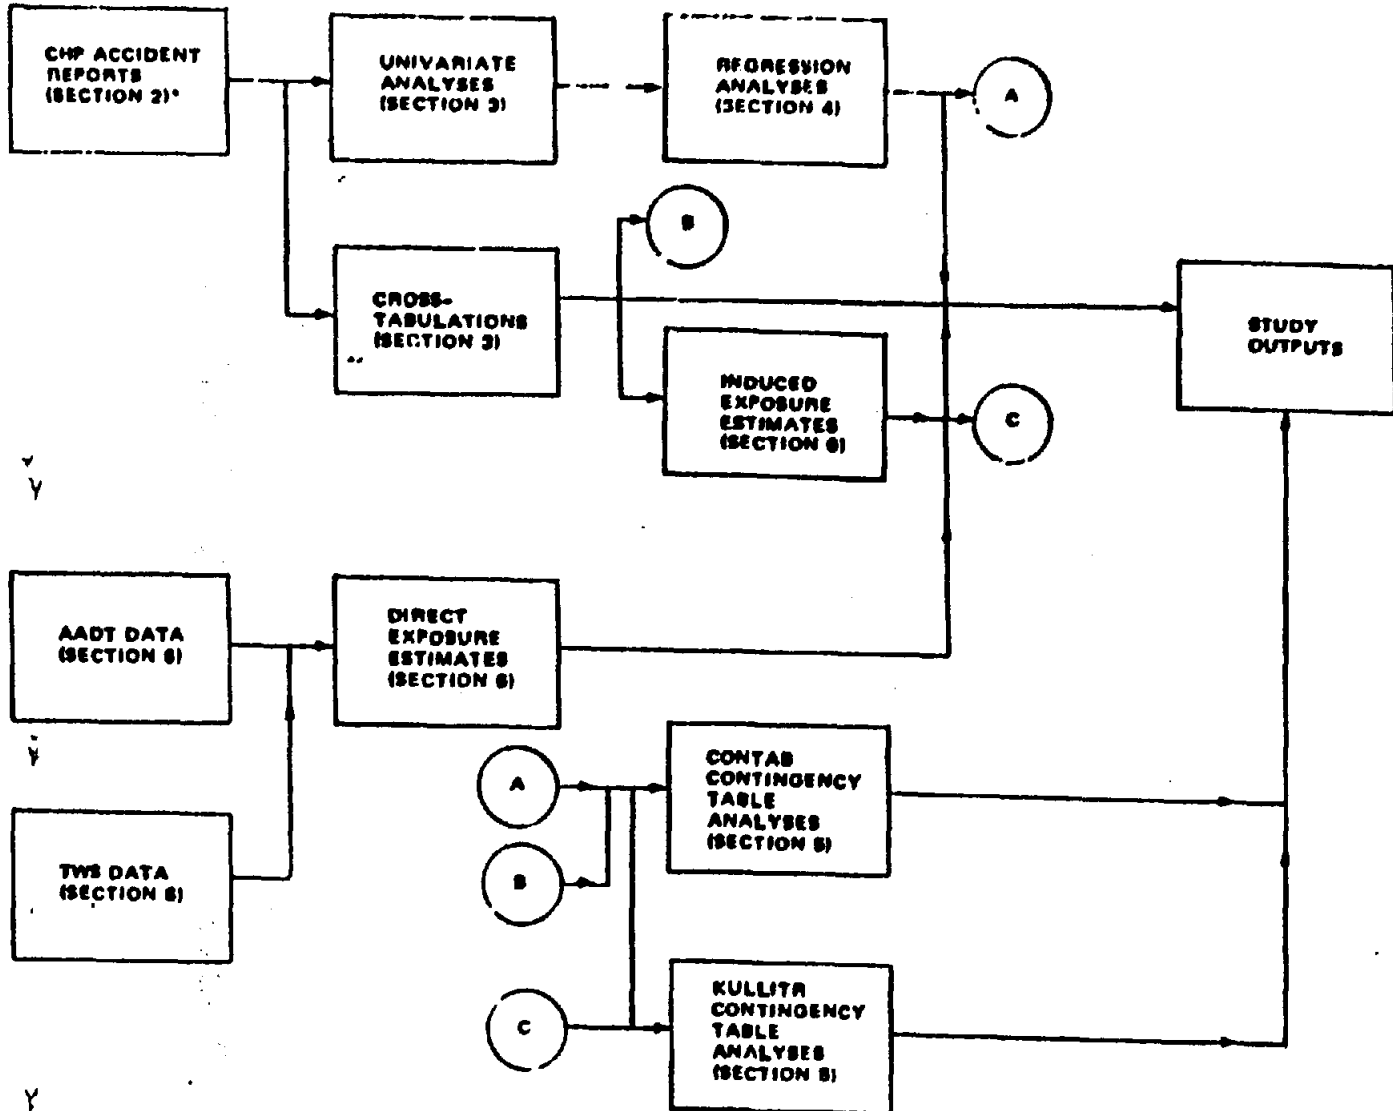 CHP ACCIDENT
REPORTS
(SECTION 2)*
UNIVARIATE
ANALYSES
(SECTION 3)
REGRESSION
ANALYSES
(SECTION 4)
A
B
CROSS-
TABULATIONS
(SECTION 3)
INDUCED
EXPOSURE
ESTIMATES
(SECTION 6)
C
STUDY
OUTPUTS
AADT DATA
(SECTION 6)
DIRECT
EXPOSURE
ESTIMATES
(SECTION 6)
TWS DATA
(SECTION 6)
A
B
C
CONTAB
CONTINGENCY
TABLE
ANALYSES
(SECTION 5)
KULLITR
CONTINGENCY
TABLE
ANALYSES
(SECTION 5)